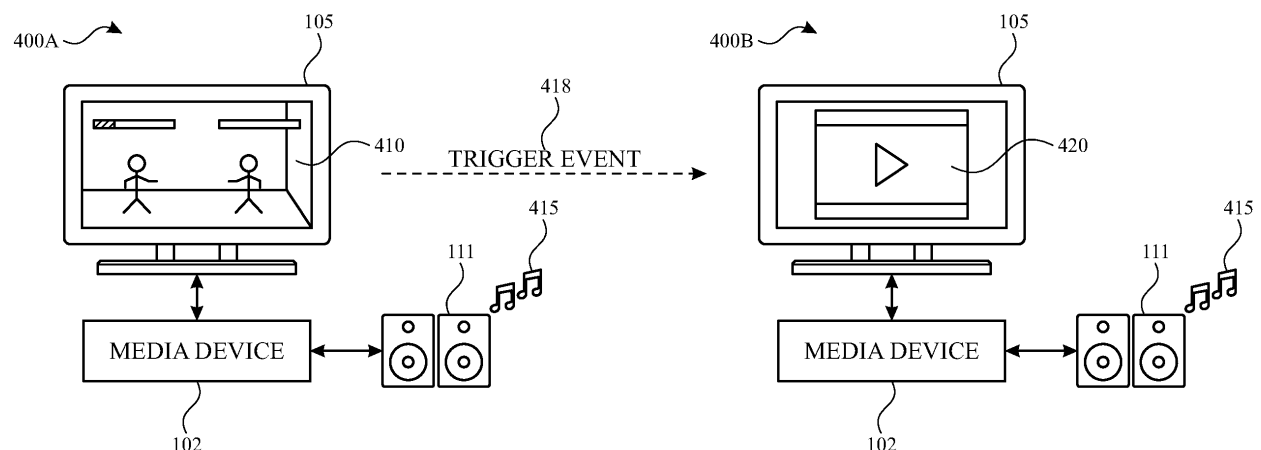 105
400A
410
418
TRIGGER EVENT
415
111
MEDIA DEVICE
102
105
400B
420
415
111
MEDIA DEVICE
102